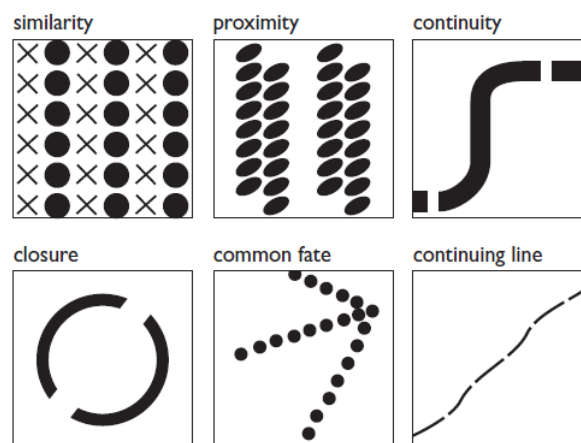 similarity
proximity
continuity
closure
common fate
continuing line